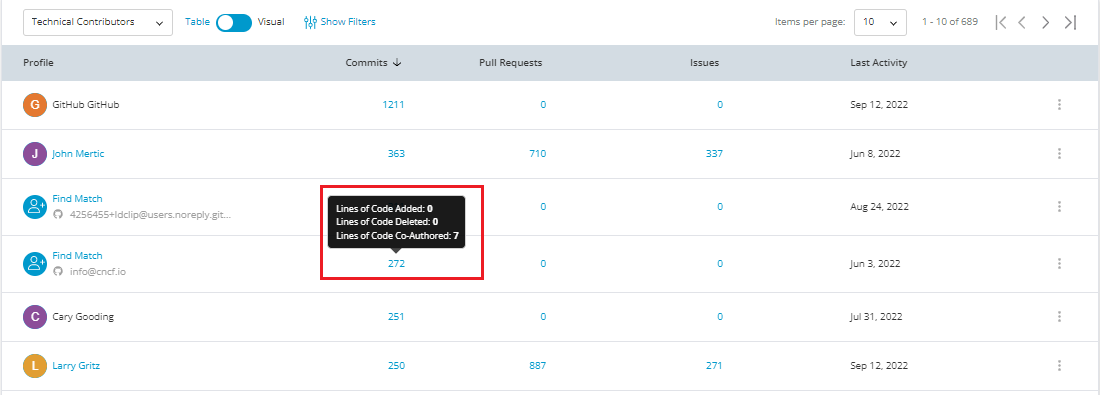 Technical Contributors Table Visual Show Filters Items per page: 10 1 - 10 of 689
Profile Commits Pull Requests Issues Last Activity
G GitHub GitHub 1211 0 0 Sep 12, 2022
J John Mertic 363 710 337 Jun 8, 2022
Find Match
4256455+ldclip@users.noreply.git... 0 0 Aug 24, 2022
Lines of Code Added: 0
Lines of Code Deleted: 0
Lines of Code Co-Authored: 7
Find Match
info@cncf.io 272 0 0 Jun 3, 2022
C Cary Gooding 251 0 0 Jul 31, 2022
L Larry Gritz 250 887 271 Sep 12, 2022